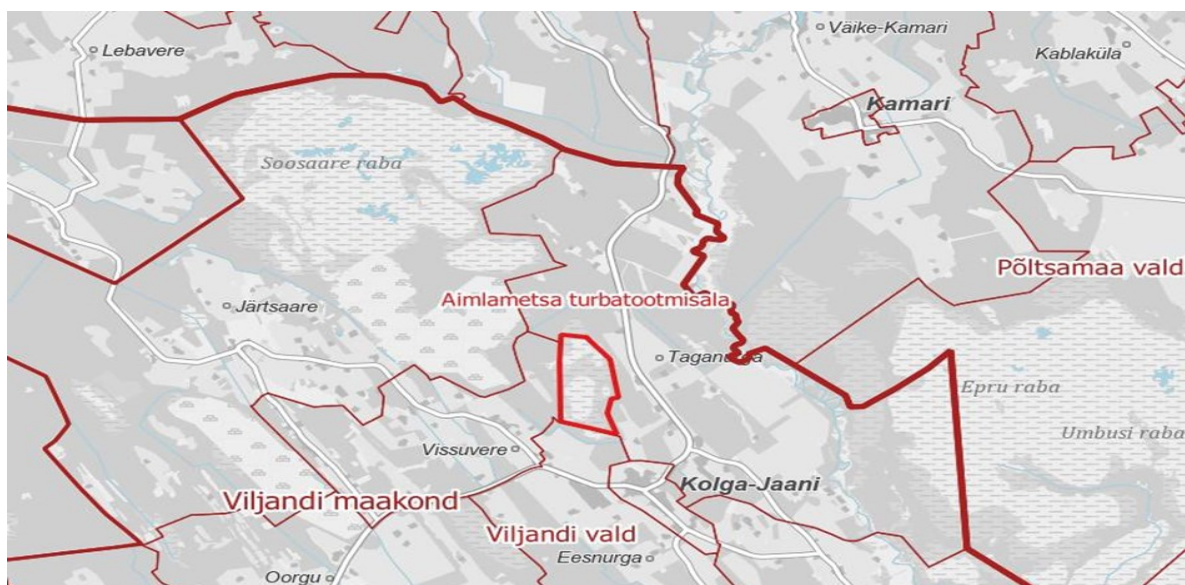 Väike-Kamari
Lebavere
Kablaküla
Kamari
Soosaare raba
Põltsamaa vald
Aimlametsa turbatootmisala
Järtsaare
Taganurga
Epru raba
Umbusi raba
Vissuvere
Kolga-Jaani
Viljandi maakond
Viljandi vald
Eesnurga
Oorgu